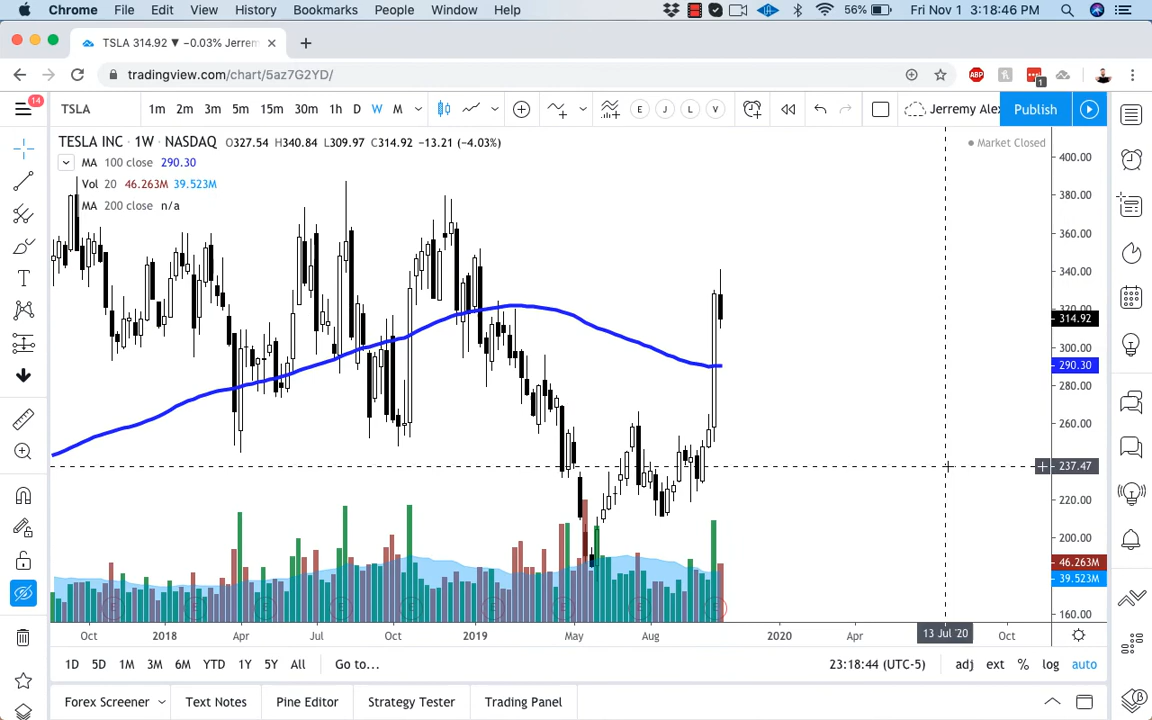 Chrome File Edit View History Bookmarks People Window Help 56% Fri Nov 1 3:18:46 PM
TSLA 314.92 ▼ −0.03% Jerrem
tradingview.com/chart/5az7G2YD/
1
14
TSLA 1m 2m 3m 5m 15m 30m 1h D W M E J L V Jerremy Alex Publish
TESLA INC · 1W · NASDAQ O327.54 H340.84 L309.97 C314.92 −13.21 (−4.03%)
Market Closed
MA 100 close 290.30
Vol 20 46.263M 39.523M
MA 200 close n/a
400.00
380.00
360.00
340.00
320.00
314.92
300.00
290.30
280.00
260.00
237.47
220.00
200.00
46.263M
39.523M
160.00
E E E E E E E E E
Oct 2018 Apr Jul Oct 2019 May Aug 2020 Apr 13 Jul '20 Oct
1D 5D 1M 3M 6M YTD 1Y 5Y All Go to... 23:18:44 (UTC-5) adj ext % log auto
Forex Screener Text Notes Pine Editor Strategy Tester Trading Panel